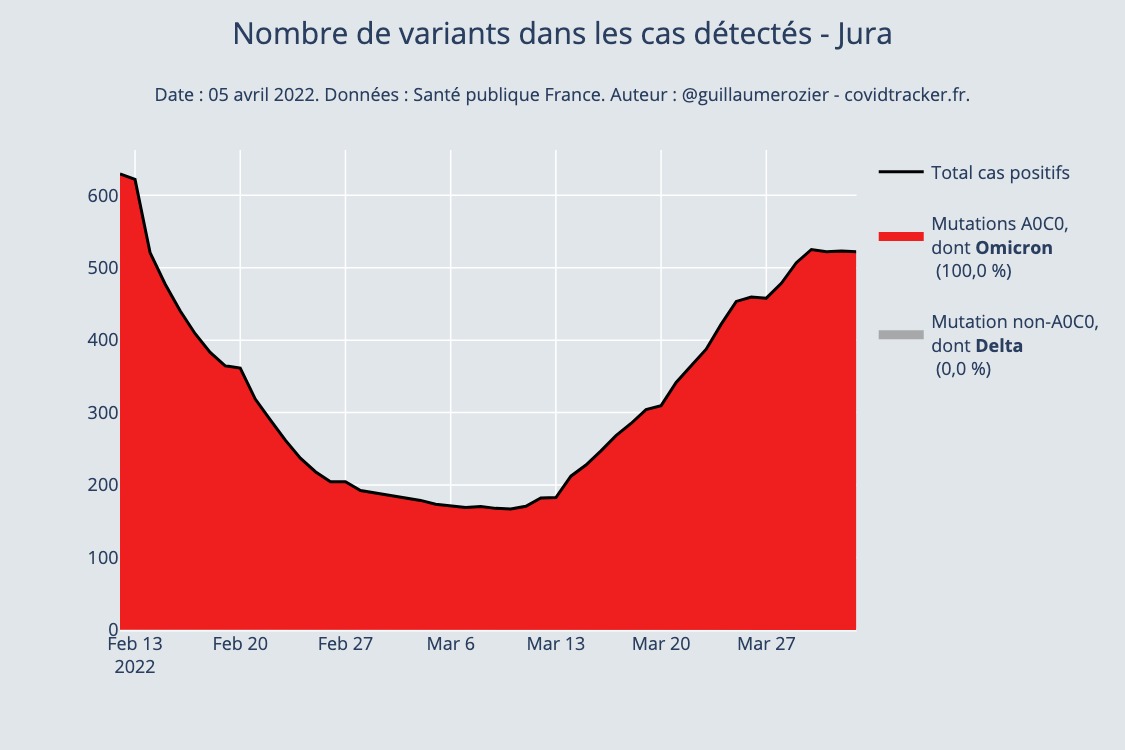 Nombre de variants dans les cas détectés - Jura
Date : 05 avril 2022. Données : Santé publique France. Auteur : @guillaumerozier - covidtracker.fr.
600
500
400
300
200
100
0
Feb 13
2022
Feb 20
Feb 27
Mar 6
Mar 13
Mar 20
Mar 27
Total cas positifs
Mutations A0C0,
dont Omicron
(100,0 %)
Mutation non-A0C0,
dont Delta
(0,0 %)